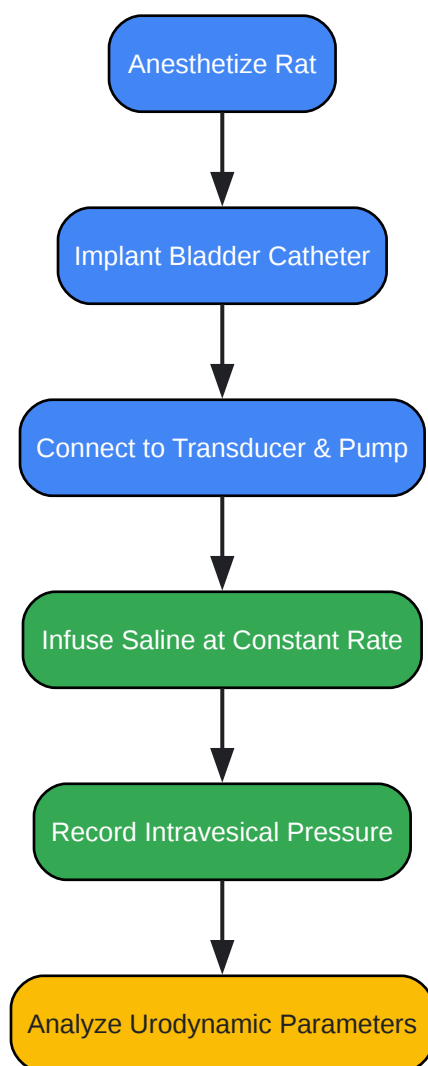 Anesthetize Rat
Implant Bladder Catheter
Connect to Transducer & Pump
Infuse Saline at Constant Rate
Record Intravesical Pressure
Analyze Urodynamic Parameters